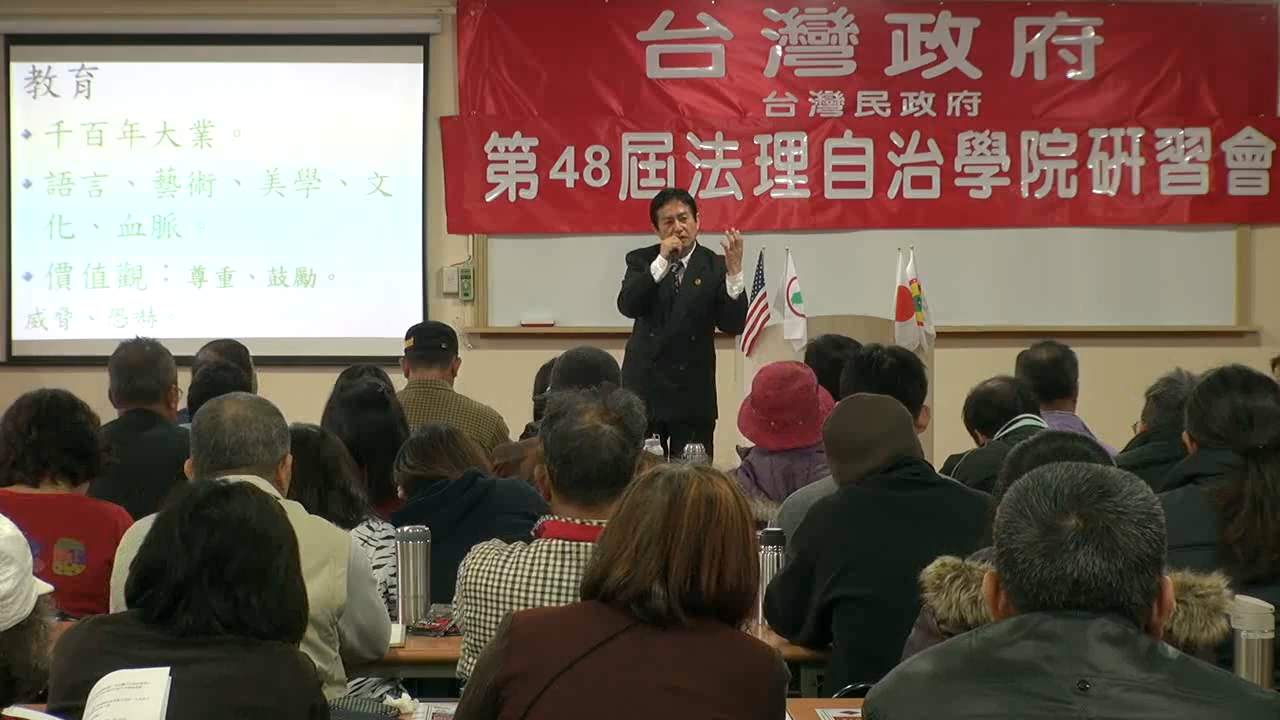 教育
千百年大業。
語言、藝術、美學、文
化、血脈。
價值觀：尊重、鼓勵。
威脅、恐嚇。
台灣政府
台灣民政府
第48屆法理自治學院研習會